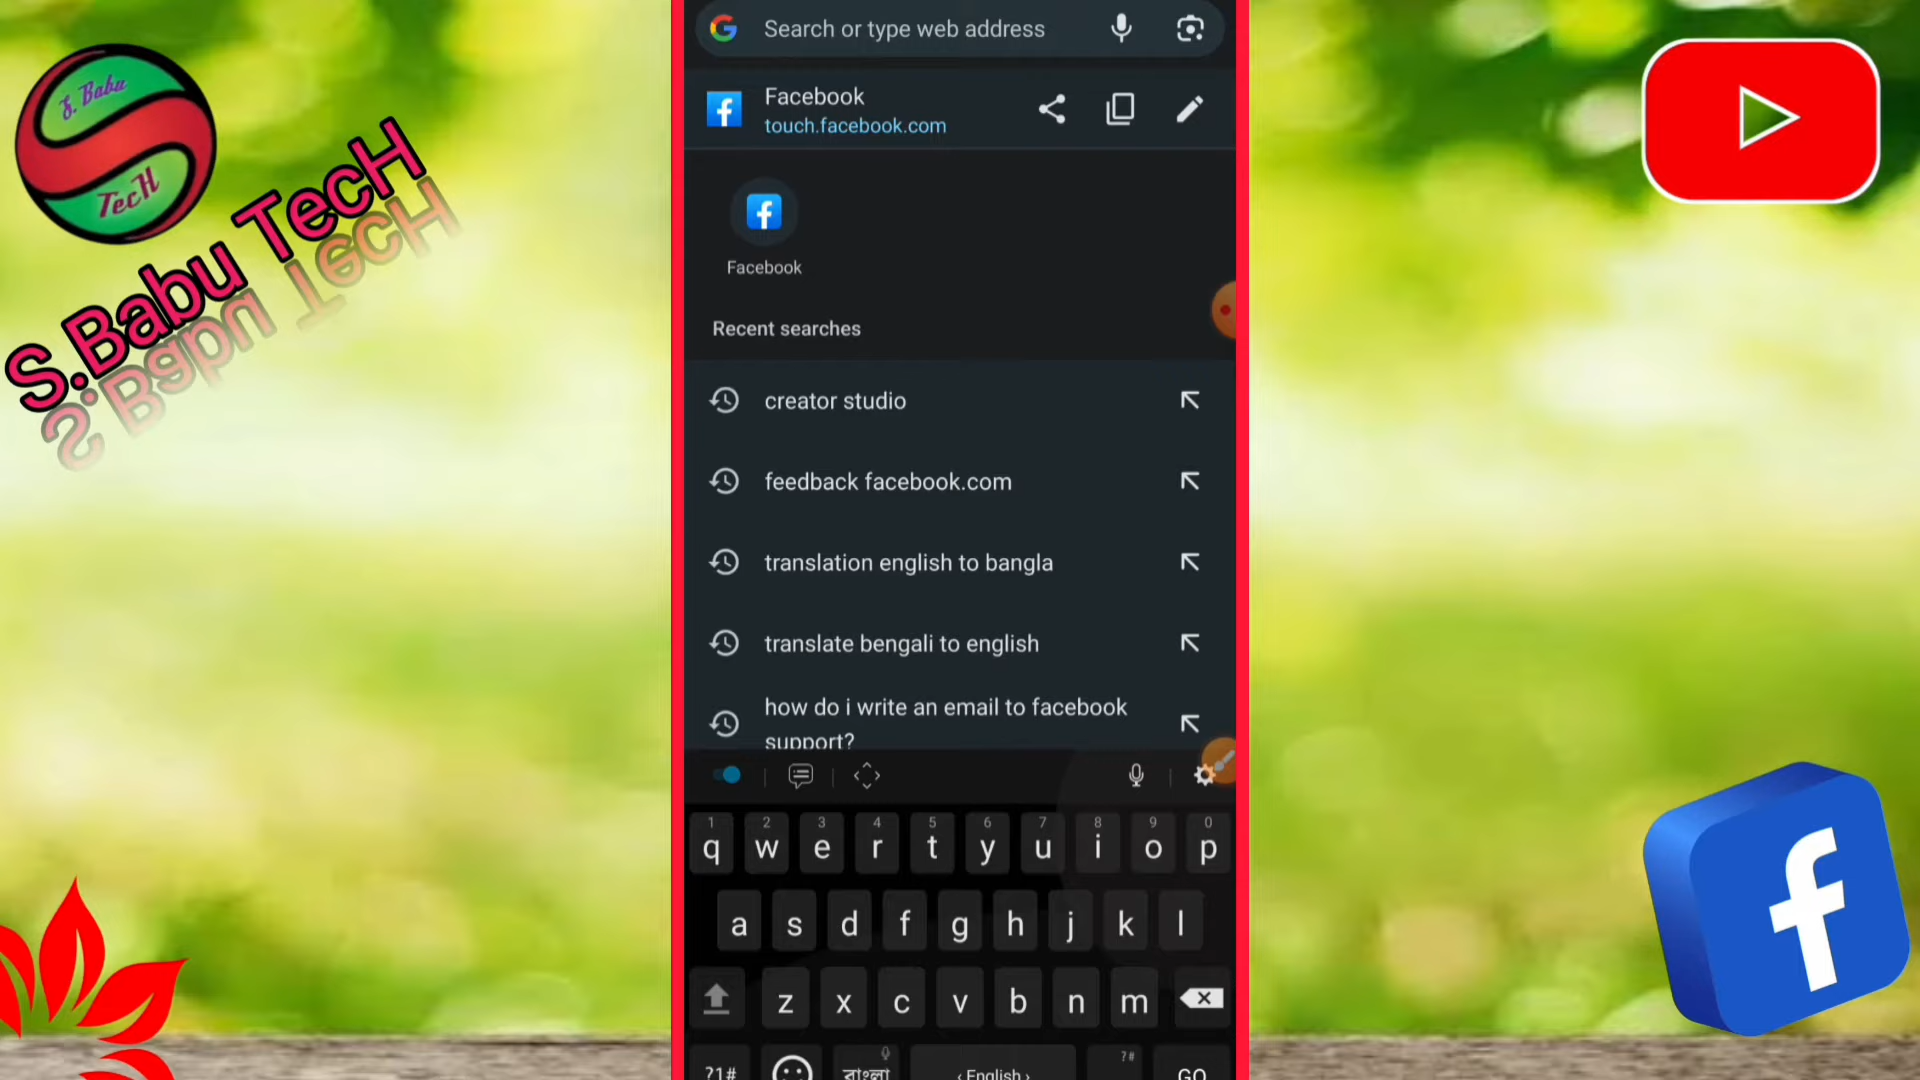 S. Babu
TecH
S.Babu TecH
Search or type web address
Facebook
touch.facebook.com
Facebook
Recent searches
creator studio
feedback facebook.com
translation english to bangla
translate bengali to english
how do i write an email to facebook
support?
1 2 3 4 5 6 7 8 9 0
q w e r t y u i o p
a s d f g h j k l
z x c v b n m
?#
?1# বাংলা ‹ English › GO